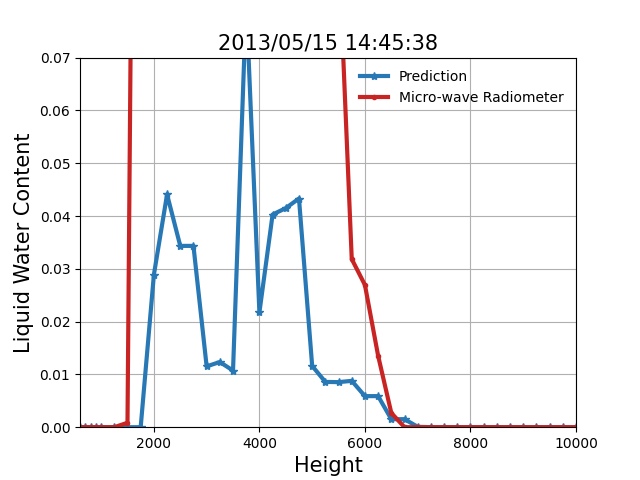 2013/05/15 14:45:38
Prediction
Micro-wave Radiometer
0.07
0.06
0.05
0.04
0.03
0.02
0.01
0.00
Liquid Water Content
2000 4000 6000 8000 10000
Height